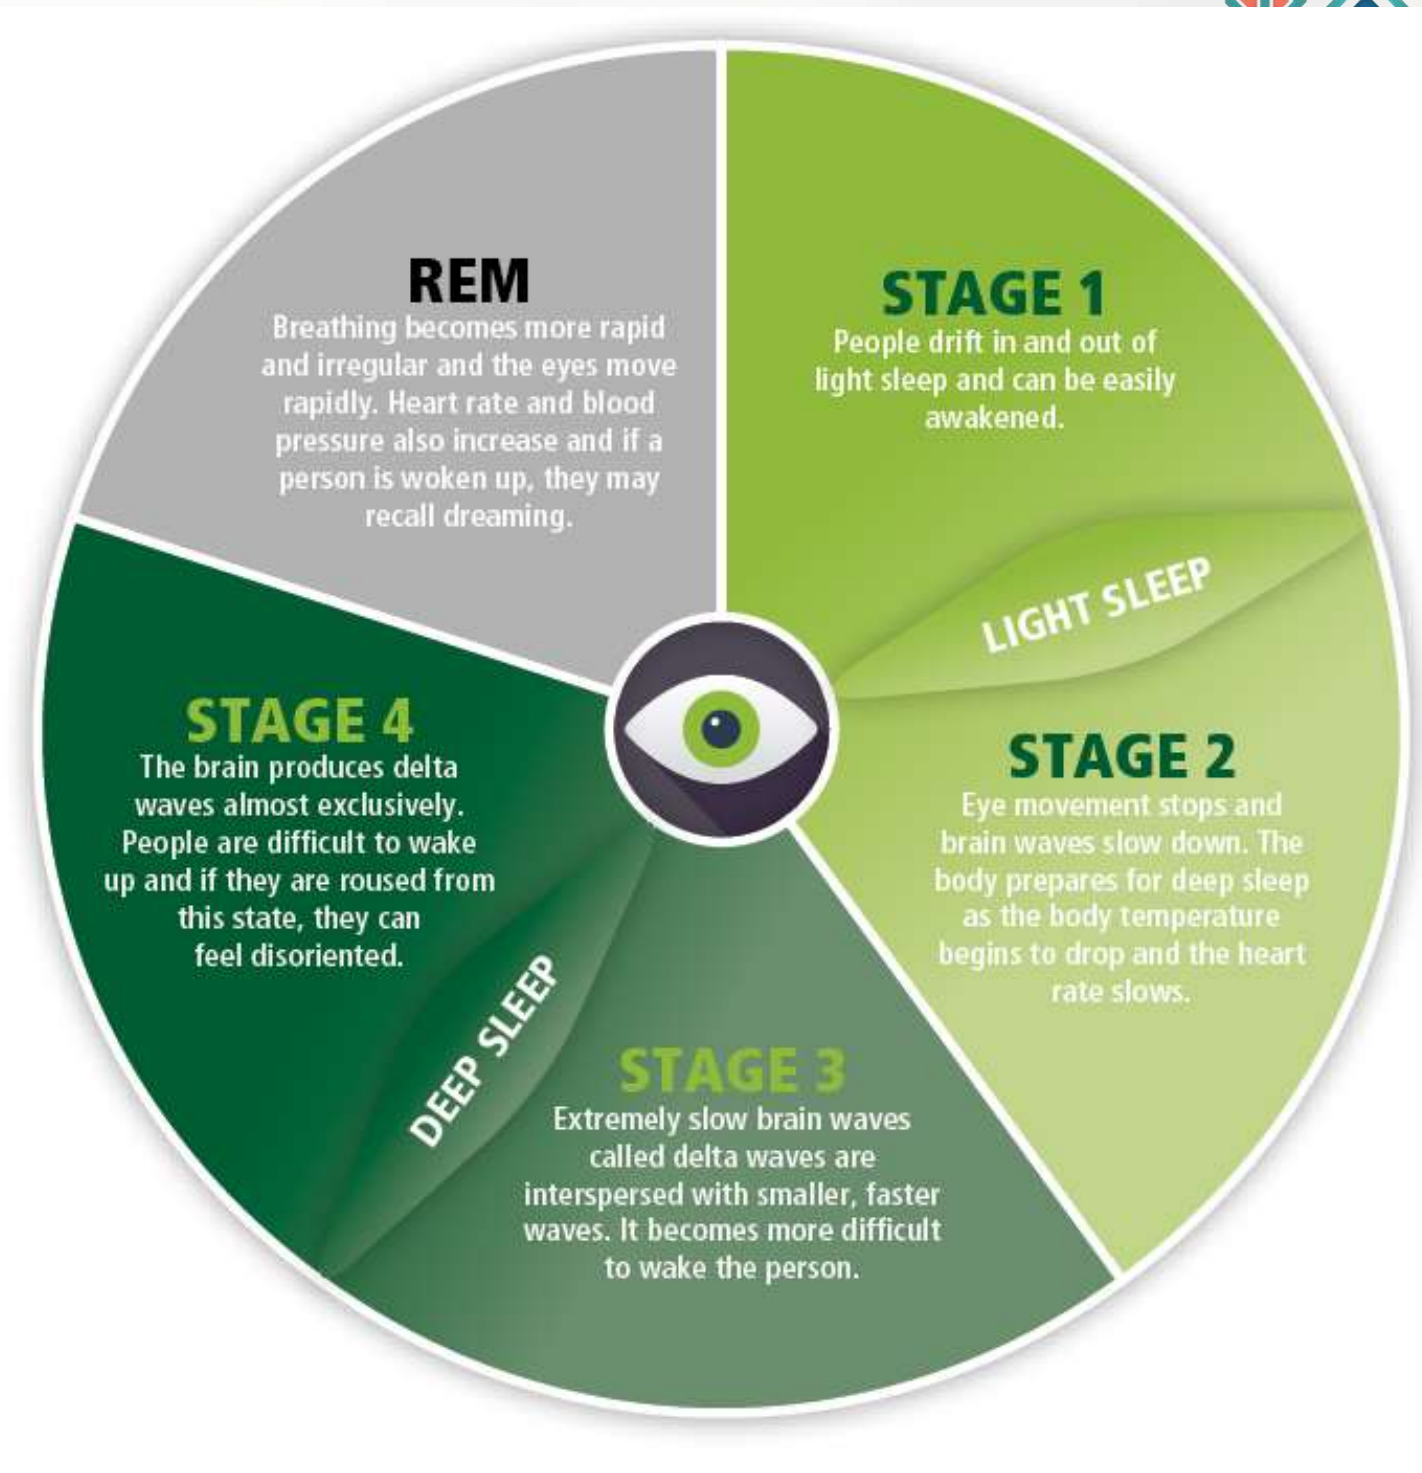 REM
Breathing becomes more rapid
and irregular and the eyes move
rapidly. Heart rate and blood
pressure also increase and if a
person is woken up, they may
recall dreaming.
STAGE 1
People drift in and out of
light sleep and can be easily
awakened.
LIGHT SLEEP
STAGE 2
Eye movement stops and
brain waves slow down. The
body prepares for deep sleep
as the body temperature
begins to drop and the heart
rate slows.
STAGE 3
Extremely slow brain waves
called delta waves are
interspersed with smaller, faster
waves. It becomes more difficult
to wake the person.
DEEP SLEEP
STAGE 4
The brain produces delta
waves almost exclusively.
People are difficult to wake
up and if they are roused from
this state, they can
feel disoriented.